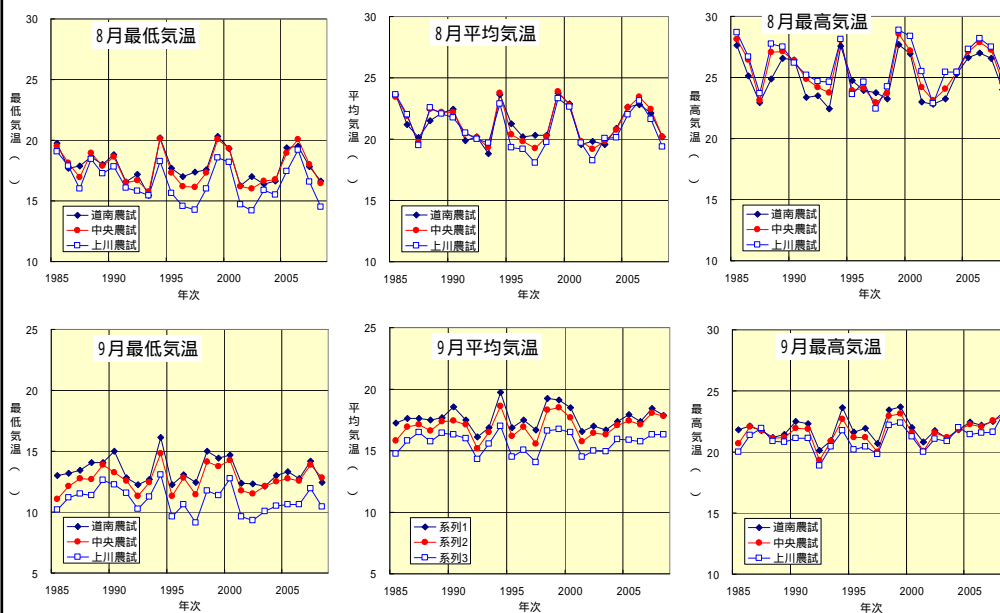 8月最低気温
30
25
20
15
10
最低気温
( )
道南農試
中央農試
上川農試
1985 1990 1995 2000 2005
年次
8月平均気温
30
25
20
15
10
平均気温
( )
道南農試
中央農試
上川農試
1985 1990 1995 2000 2005
年次
8月最高気温
30
25
20
15
10
最高気温
( )
道南農試
中央農試
上川農試
1985 1990 1995 2000 2005
年次
9月最低気温
25
20
15
10
5
最低気温
( )
道南農試
中央農試
上川農試
1985 1990 1995 2000 2005
年次
9月平均気温
25
20
15
10
5
平均気温
( )
系列1
系列2
系列3
1985 1990 1995 2000 2005
年次
9月最高気温
30
25
20
15
10
最高気温
( )
道南農試
中央農試
上川農試
1985 1990 1995 2000 2005
年次